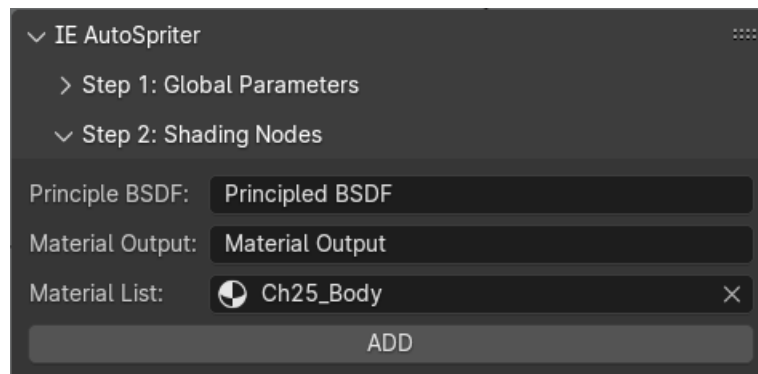 IE AutoSpriter
Step 1: Global Parameters
Step 2: Shading Nodes
Principle BSDF: Principled BSDF
Material Output: Material Output
Material List: Ch25_Body
ADD